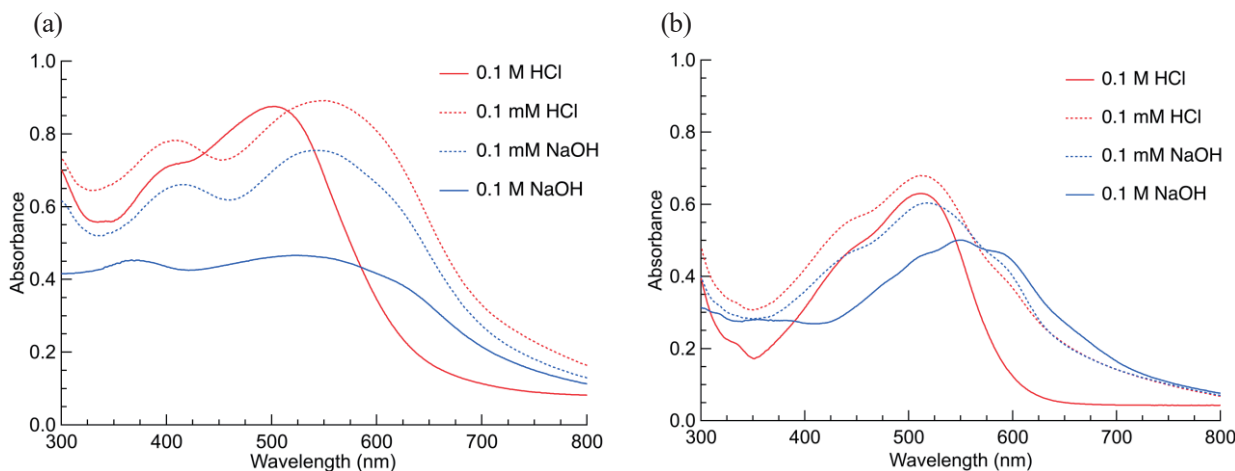 (a)
1.0
0.8
0.6
0.4
0.2
0.0
Absorbance
300
400
500
600
700
800
Wavelength (nm)
0.1 M HCl
0.1 mM HCl
0.1 mM NaOH
0.1 M NaOH
(b)
1.0
0.8
0.6
0.4
0.2
0.0
Absorbance
300
400
500
600
700
800
Wavelength (nm)
0.1 M HCl
0.1 mM HCl
0.1 mM NaOH
0.1 M NaOH